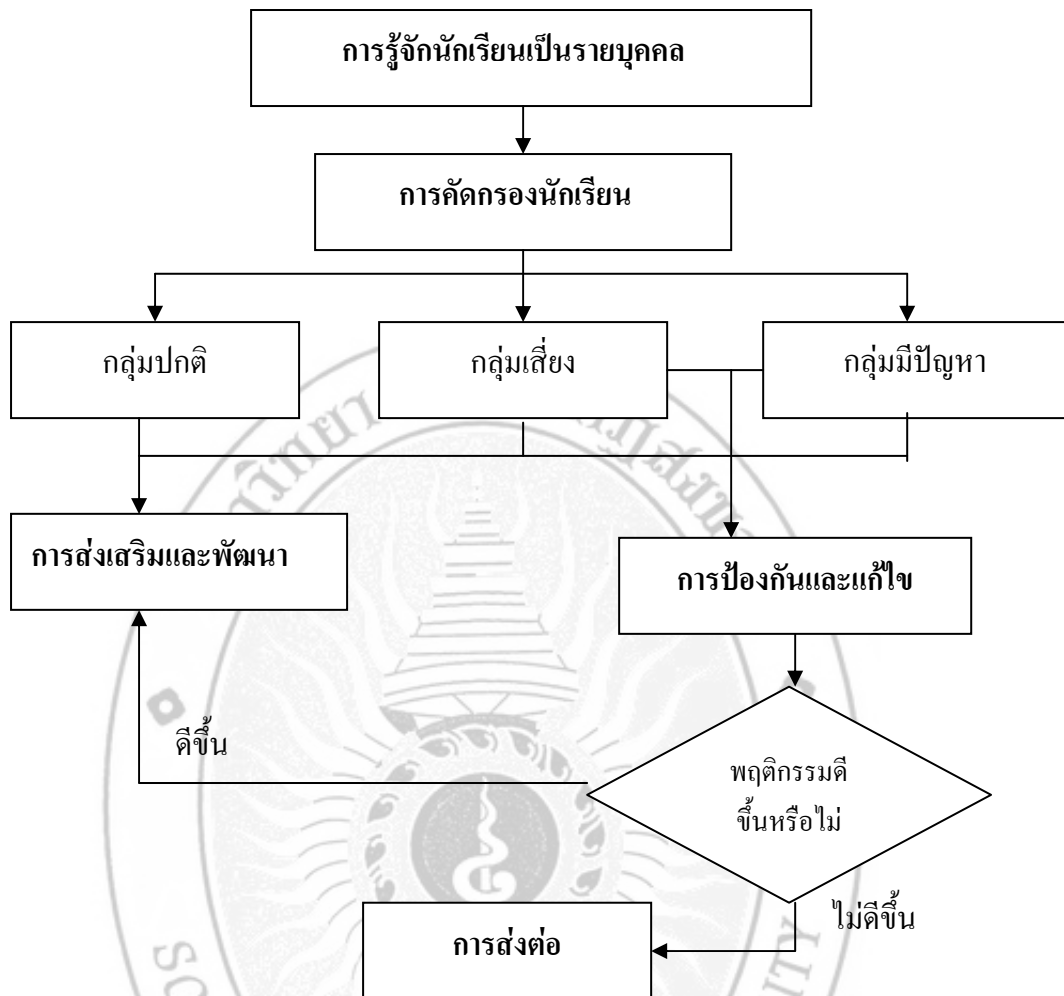 การรู้จักนักเรียนเป็นรายบุคคล
การคัดกรองนักเรียน
กลุ่มปกติ
กลุ่มเสี่ยง
กลุ่มมีปัญหา
การส่งเสริมและพัฒนา
การป้องกันและแก้ไข
ดีขึ้น
พฤติกรรมดี
ขึ้นหรือไม่
ไม่ดีขึ้น
การส่งต่อ